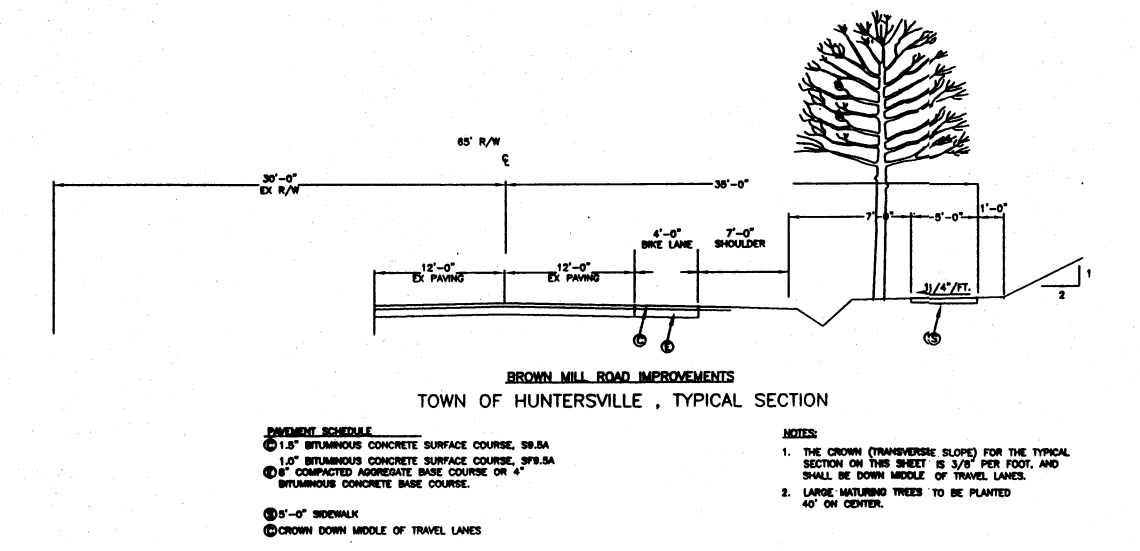 65' R/W
℄
30'-0"
EX R/W
1'-0"
7'-0"
5'-0"
4'-0"
BIKE LANE
7'-0"
SHOULDER
12'-0"
EX PAVING
12'-0"
EX PAVING
1/4"/FT.
1
2
C
E
S
BROWN MILL ROAD IMPROVEMENTS
TOWN OF HUNTERSVILLE , TYPICAL SECTION
PAVEMENT SCHEDULE
C 1.5" BITUMINOUS CONCRETE SURFACE COURSE, S9.5A
1.0" BITUMINOUS CONCRETE SURFACE COURSE, SF9.5A
E 8" COMPACTED AGGREGATE BASE COURSE OR 4"
BITUMINOUS CONCRETE BASE COURSE.
S 5'-0" SIDEWALK
C CROWN DOWN MIDDLE OF TRAVEL LANES
NOTES:
1. THE CROWN (TRANSVERSE SLOPE) FOR THE TYPICAL
SECTION ON THIS SHEET IS 3/8" PER FOOT, AND
SHALL BE DOWN MIDDLE OF TRAVEL LANES.
2. LARGE MATURING TREES TO BE PLANTED
40' ON CENTER.